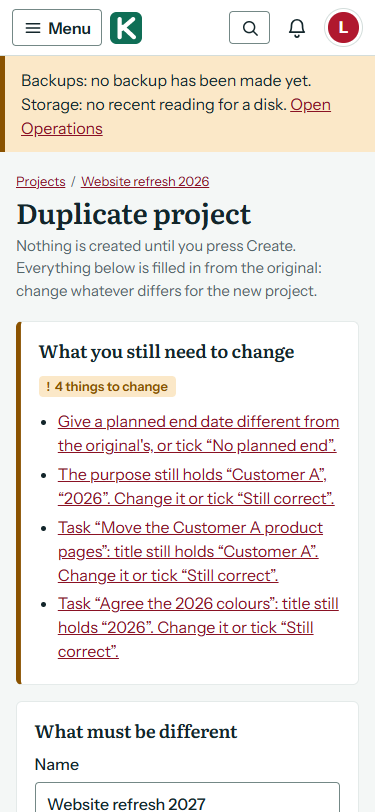 Menu
K
L
Backups: no backup has been made yet.
Storage: no recent reading for a disk. Open
Operations
Projects / Website refresh 2026
Duplicate project
Nothing is created until you press Create.
Everything below is filled in from the original:
change whatever differs for the new project.
What you still need to change
! 4 things to change
• Give a planned end date different from
the original's, or tick “No planned end”.
• The purpose still holds “Customer A”,
“2026”. Change it or tick “Still correct”.
• Task “Move the Customer A product
pages”: title still holds “Customer A”.
Change it or tick “Still correct”.
• Task “Agree the 2026 colours”: title still
holds “2026”. Change it or tick “Still
correct”.
What must be different
Name
Website refresh 2027